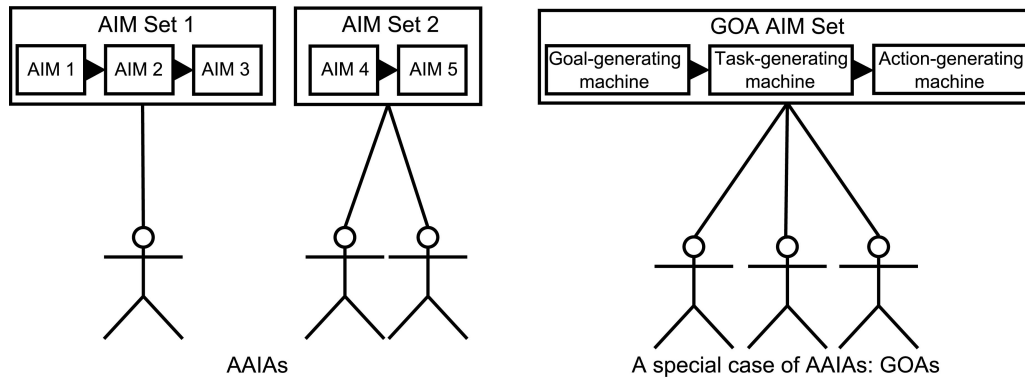 AIM Set 1
AIM 1
AIM 2
AIM 3
AIM Set 2
AIM 4
AIM 5
AAIAs
GOA AIM Set
Goal-generating
machine
Task-generating
machine
Action-generating
machine
A special case of AAIAs: GOAs